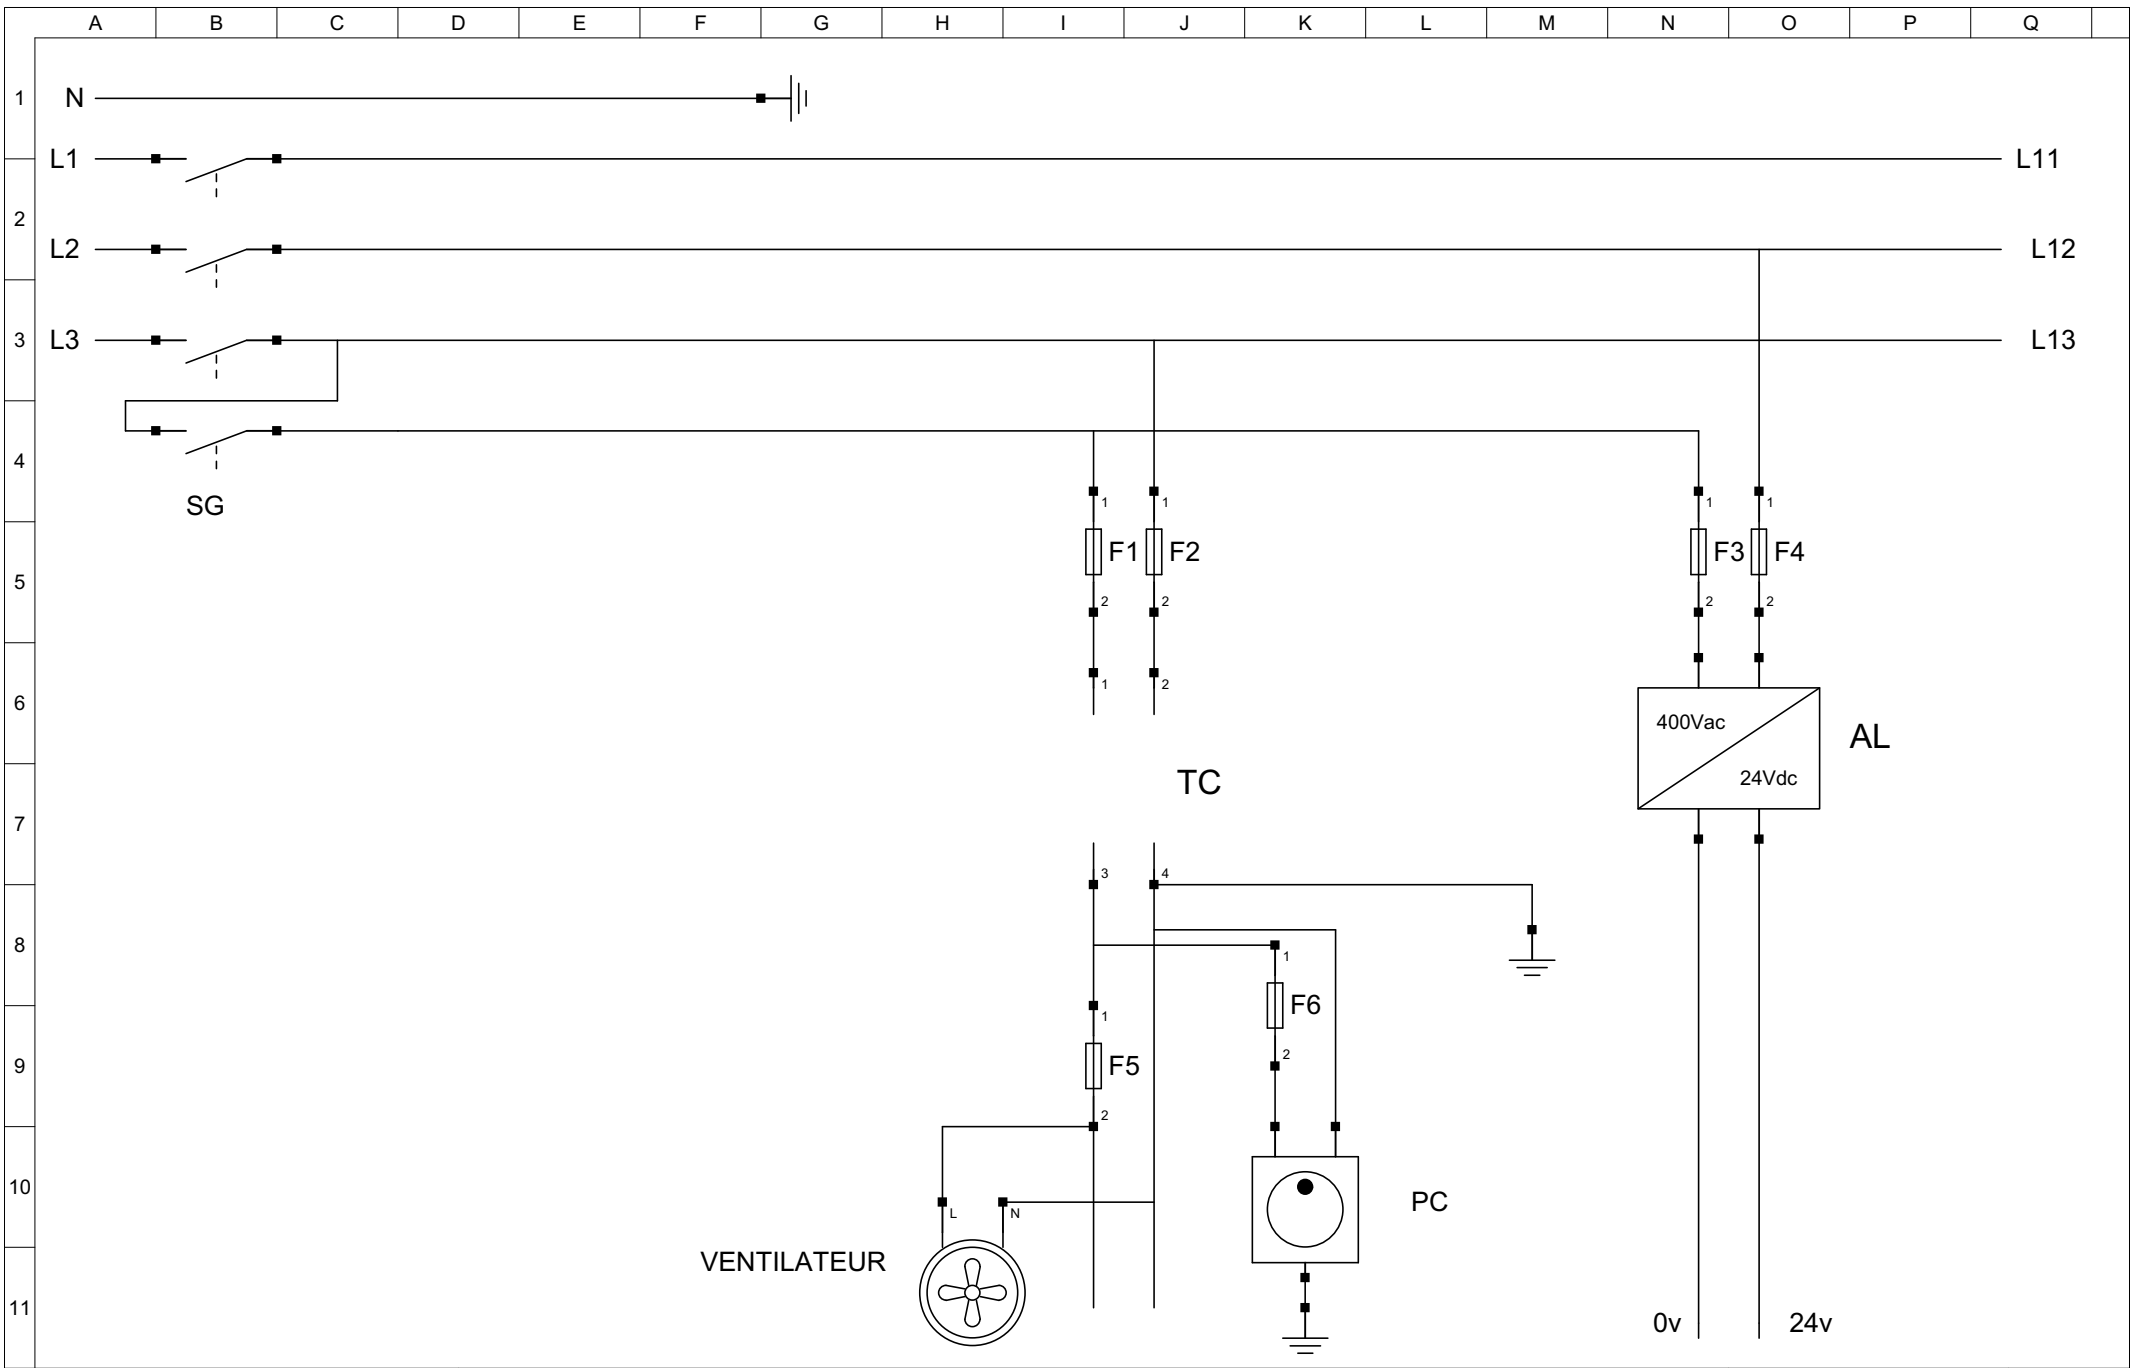 A B C D E F G H I J K L M N O P Q
1 N
L1 L11
2
L2 L12
3 L3 L13
4
SG
1 1 1 1
F1 F2 F3 F4
5
2 2 2 2
1 2
6
400Vac
AL
24Vdc
TC
7
3 4
8
1
F6
1
2
9
F5
2
10
PC
L N
VENTILATEUR
11
0v 24v